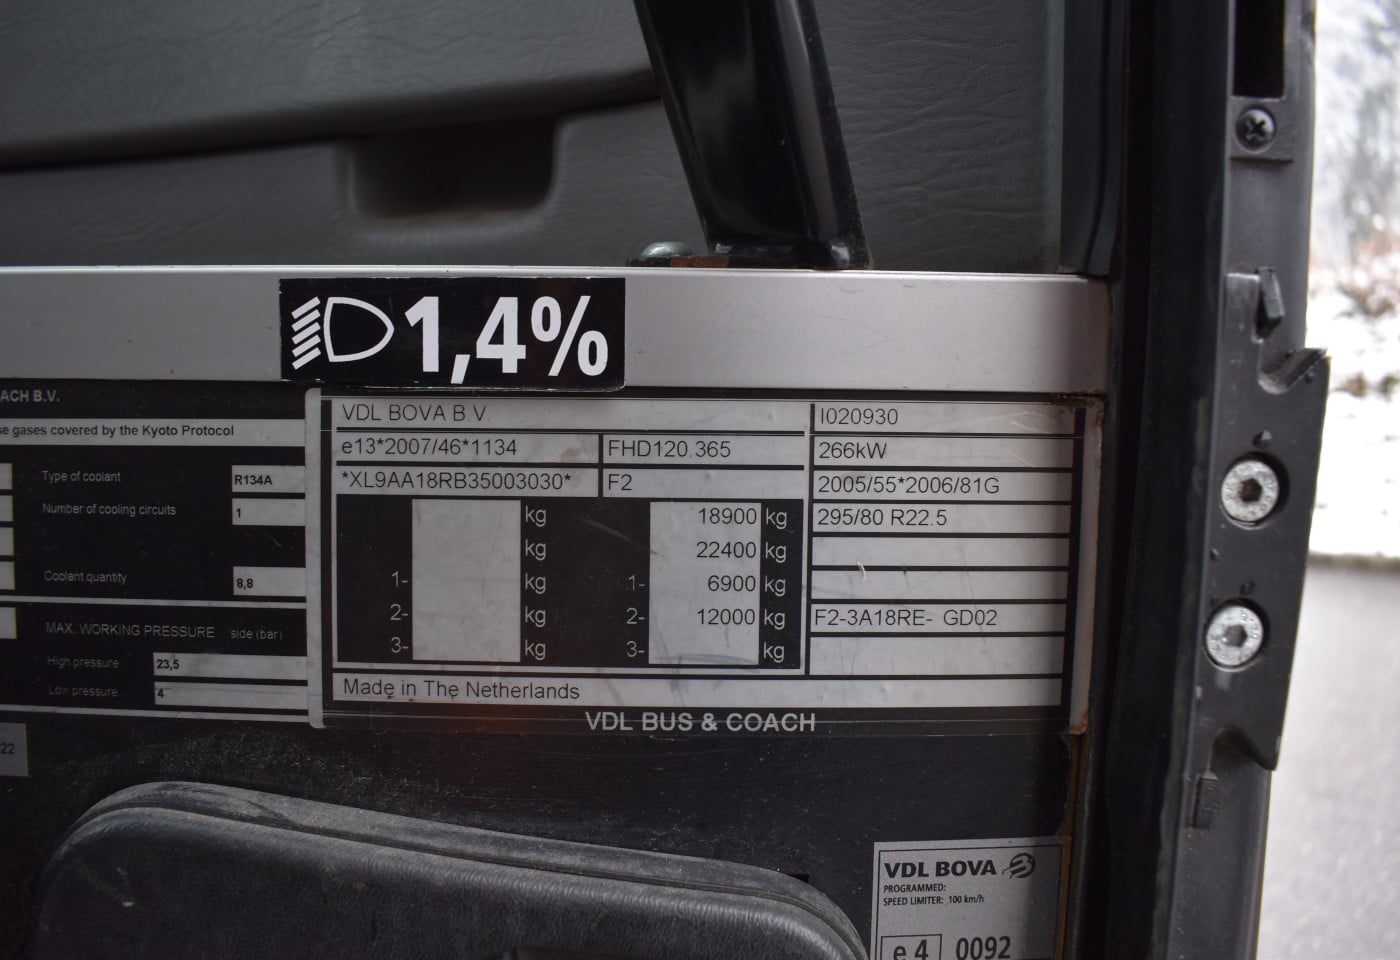 1,4%
ACH B.V.
se gases covered by the Kyoto Protocol
Type of coolant R134A
Number of cooling circuits 1
Coolant quantity 8,8
MAX. WORKING PRESSURE side (bar)
High pressure 23,5
Low pressure 4
22
VDL BOVA B.V. I020930
e13*2007/46*1134 FHD120.365 266kW
*XL9AA18RB35003030* F2 2005/55*2006/81G
kg 18900 kg 295/80 R22.5
kg 22400 kg
1- kg 1- 6900 kg
2- kg 2- 12000 kg F2-3A18RE- GD02
3- kg 3- kg
Made in The Netherlands
VDL BUS & COACH
VDL BOVA
PROGRAMMED:
SPEED LIMITER: 100 km/h
e4 0092